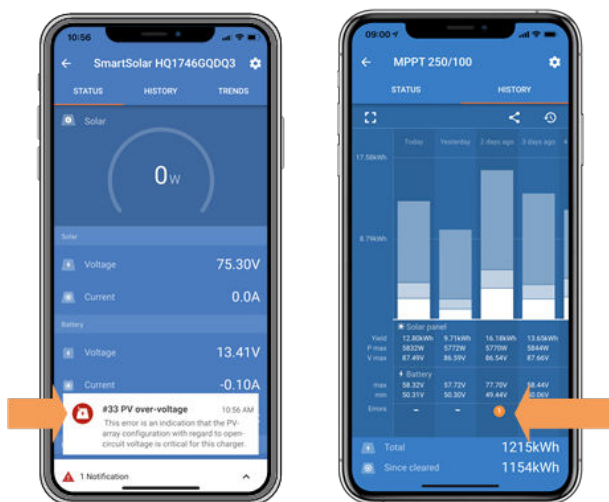 10:56
SmartSolar HQ1746GQDQ3
STATUS HISTORY TRENDS
Solar
0W
Solar
Voltage 75.30V
Current 0.0A
Battery
Voltage 13.41V
Current -0.10A
#33 PV over-voltage 10:56 AM
This error is an indication that the PV-
array configuration with regard to open-
circuit voltage is critical for this charger.
1 Notification
09:00
MPPT 250/100
STATUS HISTORY
Today Yesterday 2 days ago 3 days ago 4
17.58kWh
8.79kWh
Solar panel
Yield 12.80kWh 9.71kWh 16.18kWh 13.65kWh
P max 5832W 5772W 5770W 5844W
V max 87.49V 86.59V 86.54V 87.66V
Battery
max 58.32V 57.72V 77.70V 58.44V
min 50.31V 50.30V 49.44V
Errors – – 1
Total 1215kWh
Since cleared 1154kWh